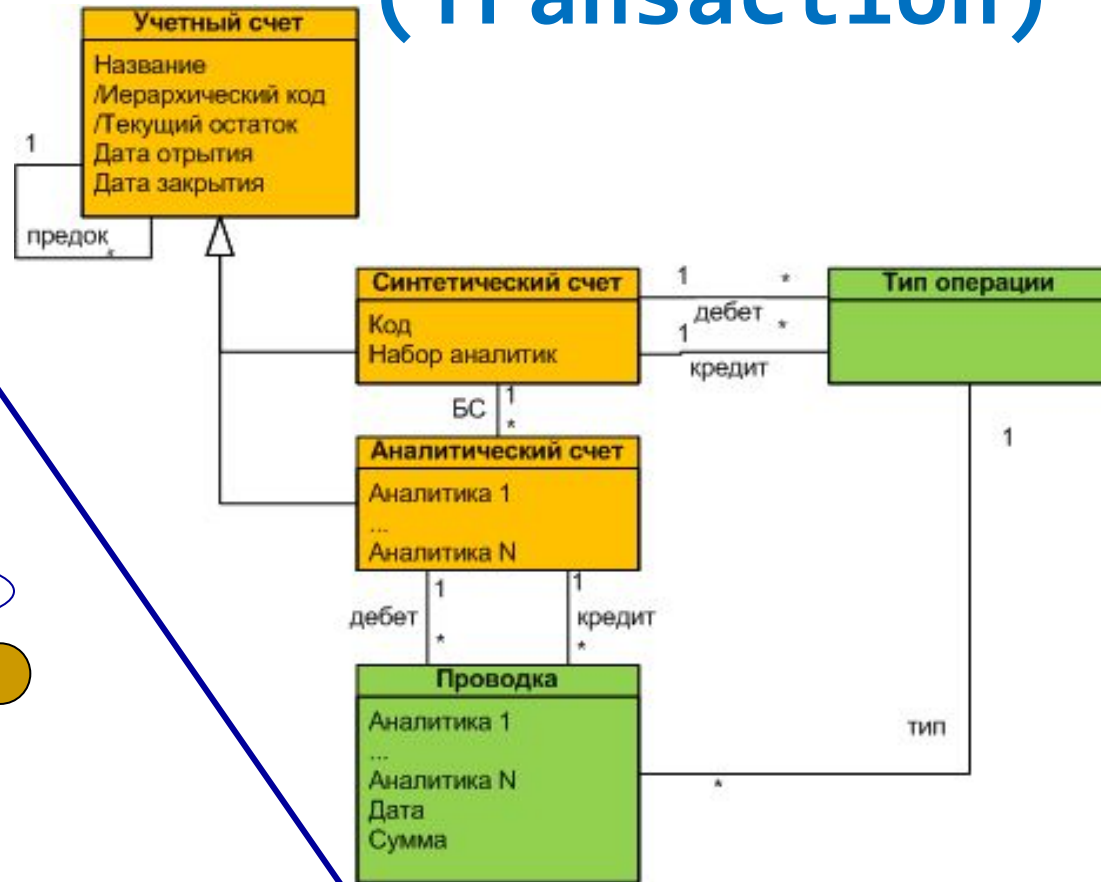 (Transaction)
Учетный счет
Название
/Иерархический код
/Текущий остаток
Дата отрытия
Дата закрытия
1
предок
*
Синтетический счет
Код
Набор аналитик
1
*
дебет
1
*
кредит
Тип операции
БС
1
*
Аналитический счет
Аналитика 1
...
Аналитика N
1
дебет
*
1
кредит
*
Проводка
Аналитика 1
...
Аналитика N
Дата
Сумма
1
тип
*